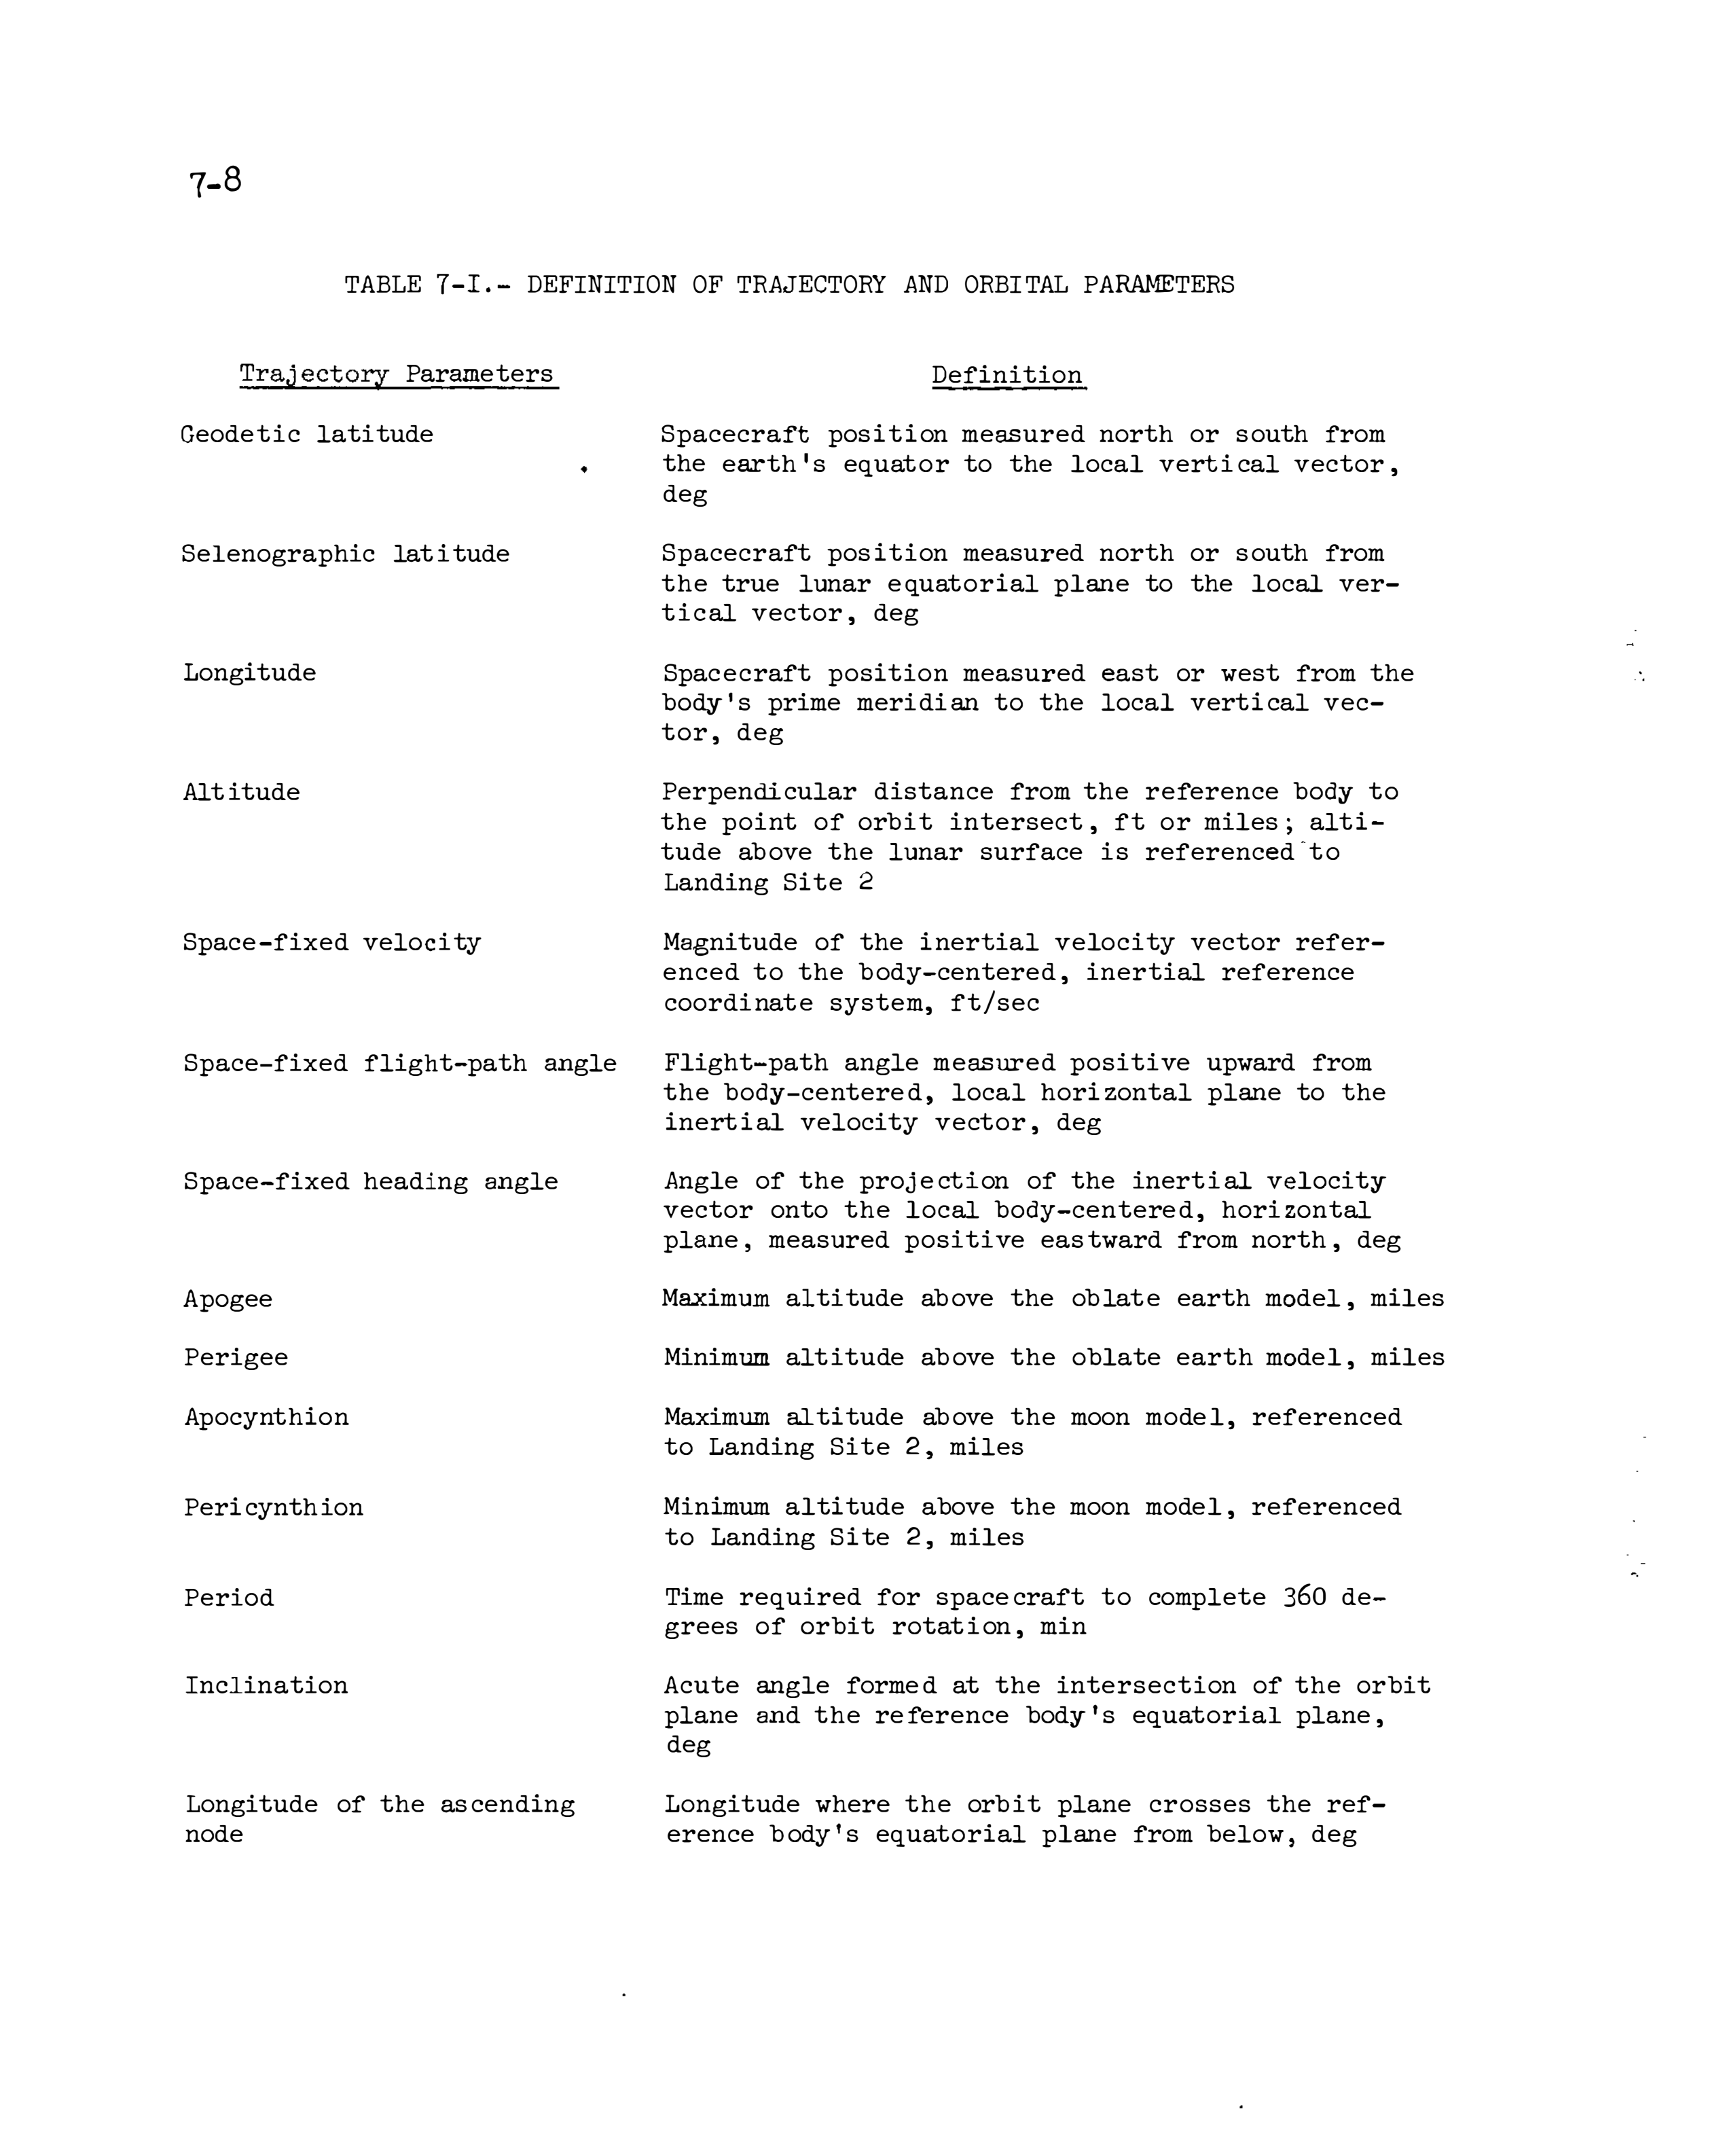 7-8
TABLE 7-I.- DEFINITION OF TRAJECTORY AND ORBITAL PARAMETERS
Trajectory Parameters Definition
Geodetic latitude Spacecraft position measured north or south from
the earth's equator to the local vertical vector,
deg
Selenographic latitude Spacecraft position measured north or south from
the true lunar equatorial plane to the local ver-
tical vector, deg
Longitude Spacecraft position measured east or west from the
body's prime meridian to the local vertical vec-
tor, deg
Altitude Perpendicular distance from the reference body to
the point of orbit intersect, ft or miles; alti-
tude above the lunar surface is referenced to
Landing Site 2
Space-fixed velocity Magnitude of the inertial velocity vector refer-
enced to the body-centered, inertial reference
coordinate system, ft/sec
Space-fixed flight-path angle Flight-path angle measured positive upward from
the body-centered, local horizontal plane to the
inertial velocity vector, deg
Space-fixed heading angle Angle of the projection of the inertial velocity
vector onto the local body-centered, horizontal
plane, measured positive eastward from north, deg
Apogee Maximum altitude above the oblate earth model, miles
Perigee Minimum altitude above the oblate earth model, miles
Apocynthion Maximum altitude above the moon model, referenced
to Landing Site 2, miles
Pericynthion Minimum altitude above the moon model, referenced
to Landing Site 2, miles
Period Time required for spacecraft to complete 360 de-
grees of orbit rotation, min
Inclination Acute angle formed at the intersection of the orbit
plane and the reference body's equatorial plane,
deg
Longitude of the ascending Longitude where the orbit plane crosses the ref-
node erence body's equatorial plane from below, deg